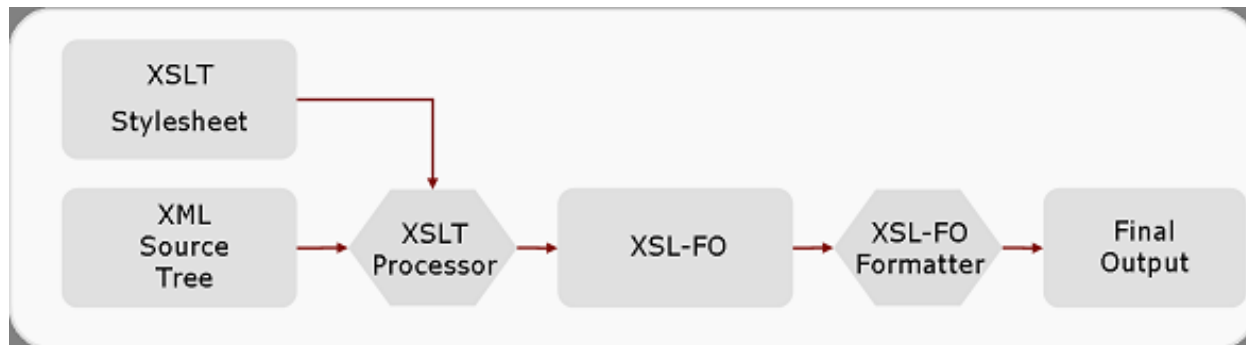 XSLT
Stylesheet
XML
Source
Tree
XSLT
Processor
XSL-FO
XSL-FO
Formatter
Final
Output